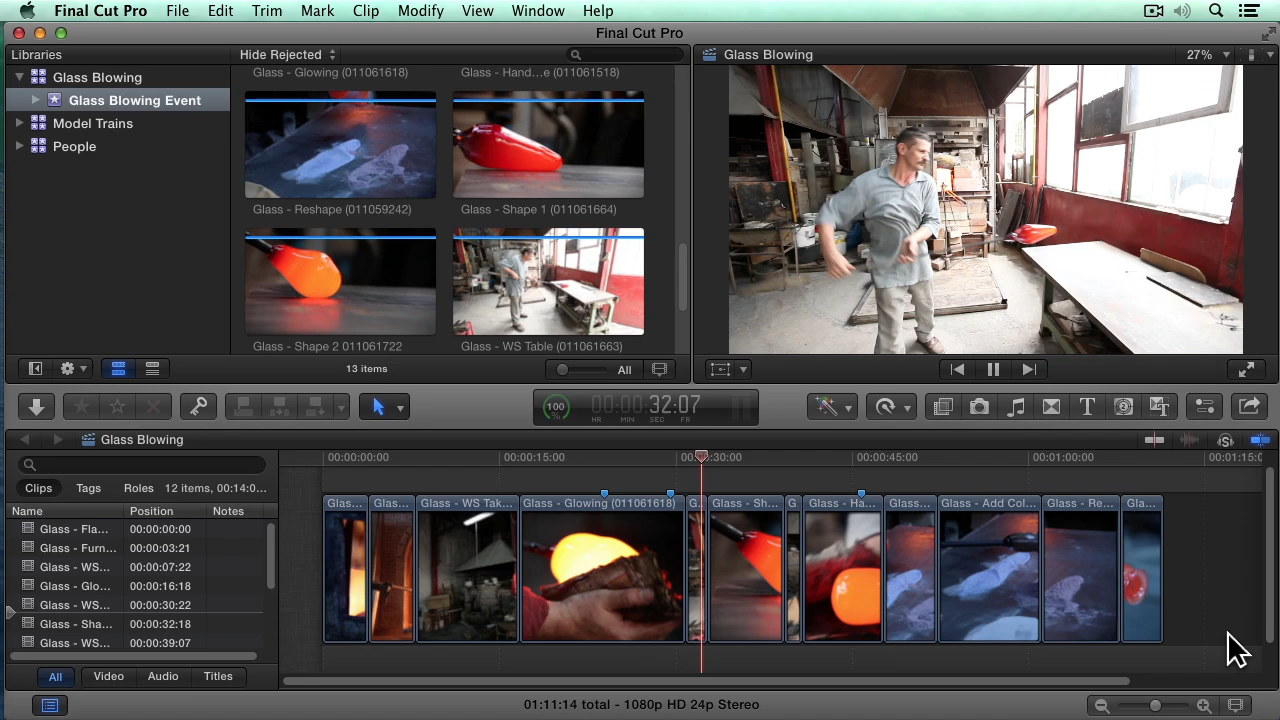 Final Cut Pro File Edit Trim Mark Clip Modify View Window Help
Final Cut Pro
Libraries
Hide Rejected
Glass Blowing
27%
Glass Blowing
Glass Blowing Event
Model Trains
People
Glass - Glowing (011061618)
Glass - Hand...e (011061518)
Glass - Reshape (011059242)
Glass - Shape 1 (011061664)
Glass - Shape 2 011061722
Glass - WS Table (011061663)
13 items
All
100
%
00:00:32:07
HR MIN SEC FR
Glass Blowing
00:00:00:00
00:00:15:00
00:00:30:00
00:00:45:00
00:01:00:00
00:01:15:0
Clips Tags Roles 12 items, 00:14:0...
Name Position Notes
Glass - Fla... 00:00:00:00
Glass - Furn... 00:00:03:21
Glass - WS... 00:00:07:22
Glass - Glo... 00:00:16:18
Glass - WS... 00:00:30:22
Glass - Sha... 00:00:32:18
Glass - WS... 00:00:39:07
Glas...
Glas...
Glass - WS Tak...
Glass - Glowing (011061618)
G...
Glass - Sh...
G
Glass - Ha...
Glass...
Glass - Add Col...
Glass - Re...
Gla...
All Video Audio Titles
01:11:14 total - 1080p HD 24p Stereo